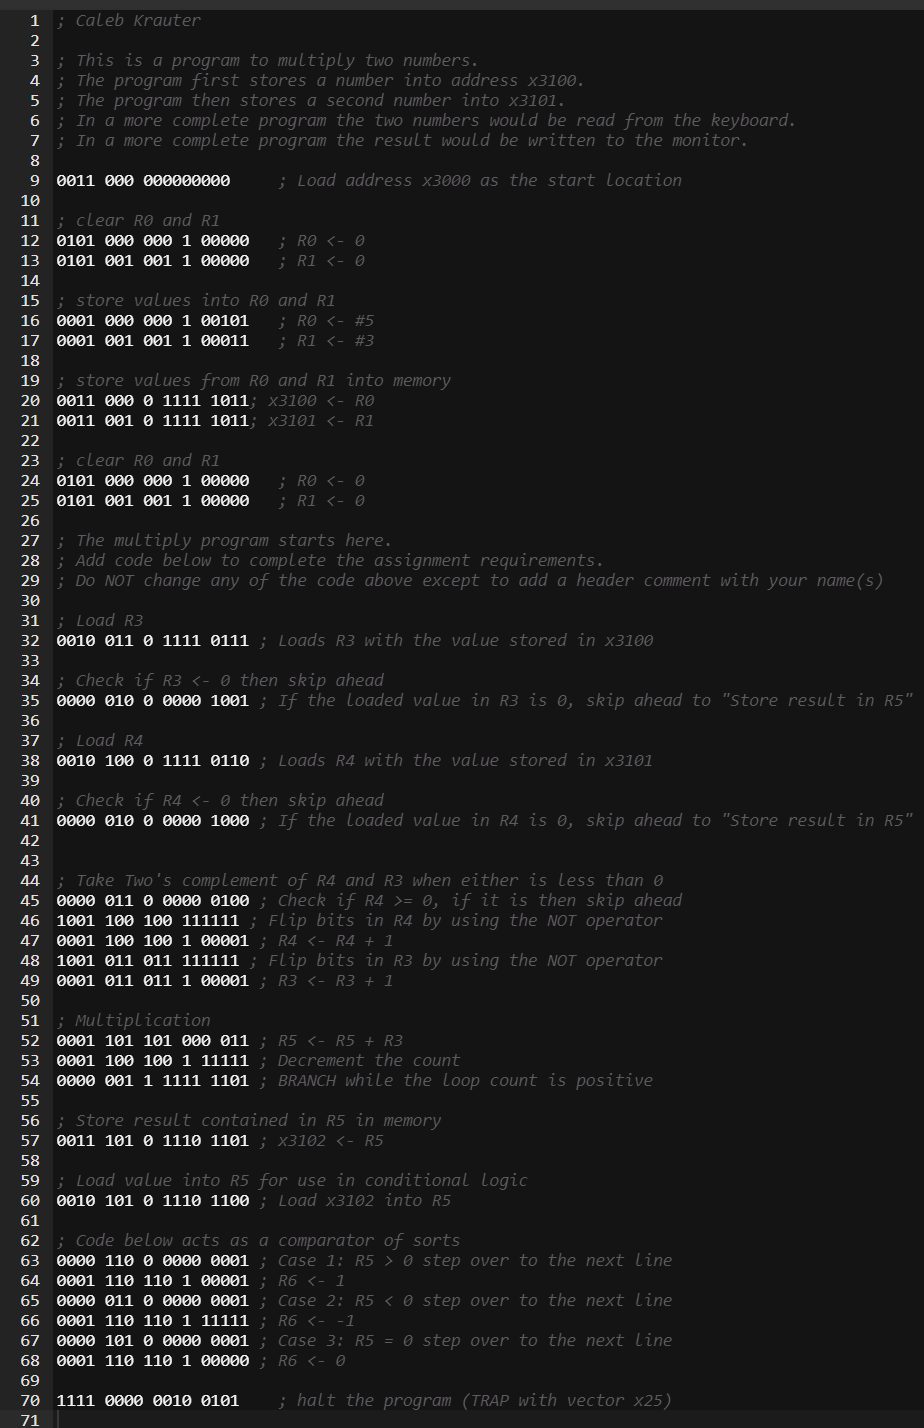 1 ; Caleb Krauter
2
3 ; This is a program to multiply two numbers.
4 ; The program first stores a number into address x3100.
5 ; The program then stores a second number into x3101.
6 ; In a more complete program the two numbers would be read from the keyboard.
7 ; In a more complete program the result would be written to the monitor.
8
9 0011 000 000000000     ; Load address x3000 as the start location
10
11 ; clear R0 and R1
12 0101 000 000 1 00000   ; R0 <- 0
13 0101 001 001 1 00000   ; R1 <- 0
14
15 ; store values into R0 and R1
16 0001 000 000 1 00101   ; R0 <- #5
17 0001 001 001 1 00011   ; R1 <- #3
18
19 ; store values from R0 and R1 into memory
20 0011 000 0 1111 1011; x3100 <- R0
21 0011 001 0 1111 1011; x3101 <- R1
22
23 ; clear R0 and R1
24 0101 000 000 1 00000   ; R0 <- 0
25 0101 001 001 1 00000   ; R1 <- 0
26
27 ; The multiply program starts here.
28 ; Add code below to complete the assignment requirements.
29 ; Do NOT change any of the code above except to add a header comment with your name(s)
30
31 ; Load R3
32 0010 011 0 1111 0111 ; Loads R3 with the value stored in x3100
33
34 ; Check if R3 <- 0 then skip ahead
35 0000 010 0 0000 1001 ; If the loaded value in R3 is 0, skip ahead to "Store result in R5"
36
37 ; Load R4
38 0010 100 0 1111 0110 ; Loads R4 with the value stored in x3101
39
40 ; Check if R4 <- 0 then skip ahead
41 0000 010 0 0000 1000 ; If the loaded value in R4 is 0, skip ahead to "Store result in R5"
42
43
44 ; Take Two's complement of R4 and R3 when either is less than 0
45 0000 011 0 0000 0100 ; Check if R4 >= 0, if it is then skip ahead
46 1001 100 100 111111 ; Flip bits in R4 by using the NOT operator
47 0001 100 100 1 00001 ; R4 <- R4 + 1
48 1001 011 011 111111 ; Flip bits in R3 by using the NOT operator
49 0001 011 011 1 00001 ; R3 <- R3 + 1
50
51 ; Multiplication
52 0001 101 101 000 011 ; R5 <- R5 + R3
53 0001 100 100 1 11111 ; Decrement the count
54 0000 001 1 1111 1101 ; BRANCH while the loop count is positive
55
56 ; Store result contained in R5 in memory
57 0011 101 0 1110 1101 ; x3102 <- R5
58
59 ; Load value into R5 for use in conditional logic
60 0010 101 0 1110 1100 ; Load x3102 into R5
61
62 ; Code below acts as a comparator of sorts
63 0000 110 0 0000 0001 ; Case 1: R5 > 0 step over to the next line
64 0001 110 110 1 00001 ; R6 <- 1
65 0000 011 0 0000 0001 ; Case 2: R5 < 0 step over to the next line
66 0001 110 110 1 11111 ; R6 <- -1
67 0000 101 0 0000 0001 ; Case 3: R5 = 0 step over to the next line
68 0001 110 110 1 00000 ; R6 <- 0
69
70 1111 0000 0010 0101    ; halt the program (TRAP with vector x25)
71